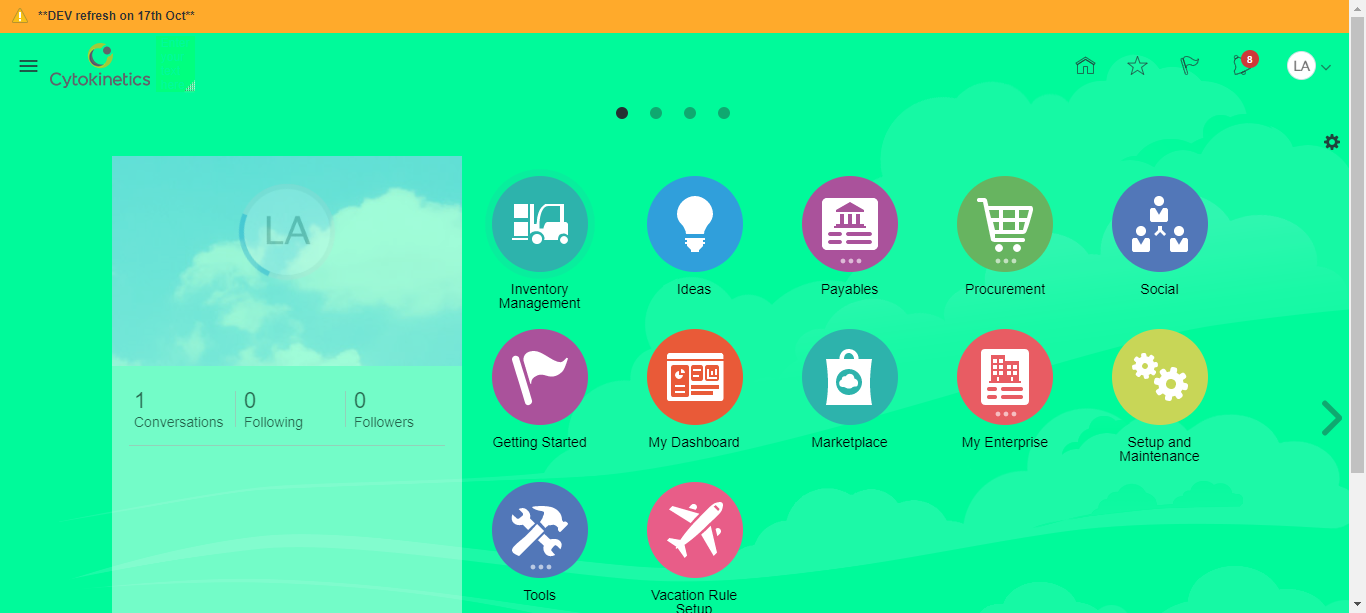 **DEV refresh on 17th Oct**
Cytokinetics
8
LA
LA
1
Conversations
0
Following
0
Followers
Inventory
Management
Ideas
Payables
Procurement
Social
Getting Started
My Dashboard
Marketplace
My Enterprise
Setup and
Maintenance
Tools
Vacation Rule
Setup